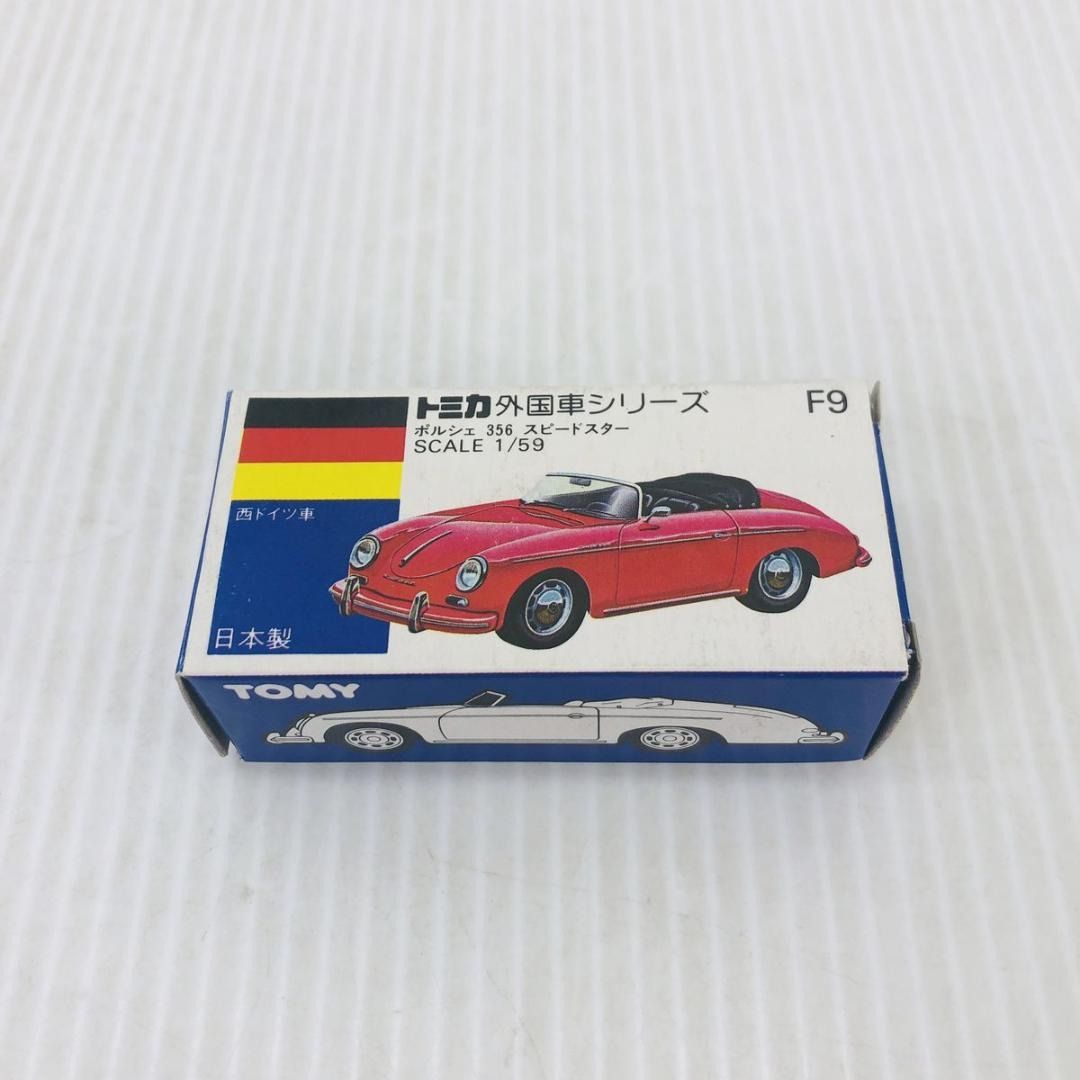 トミカ外国車シリーズ F9
ポルシェ 356 スピードスター
SCALE 1/59
西ドイツ車
日本製
TOMY